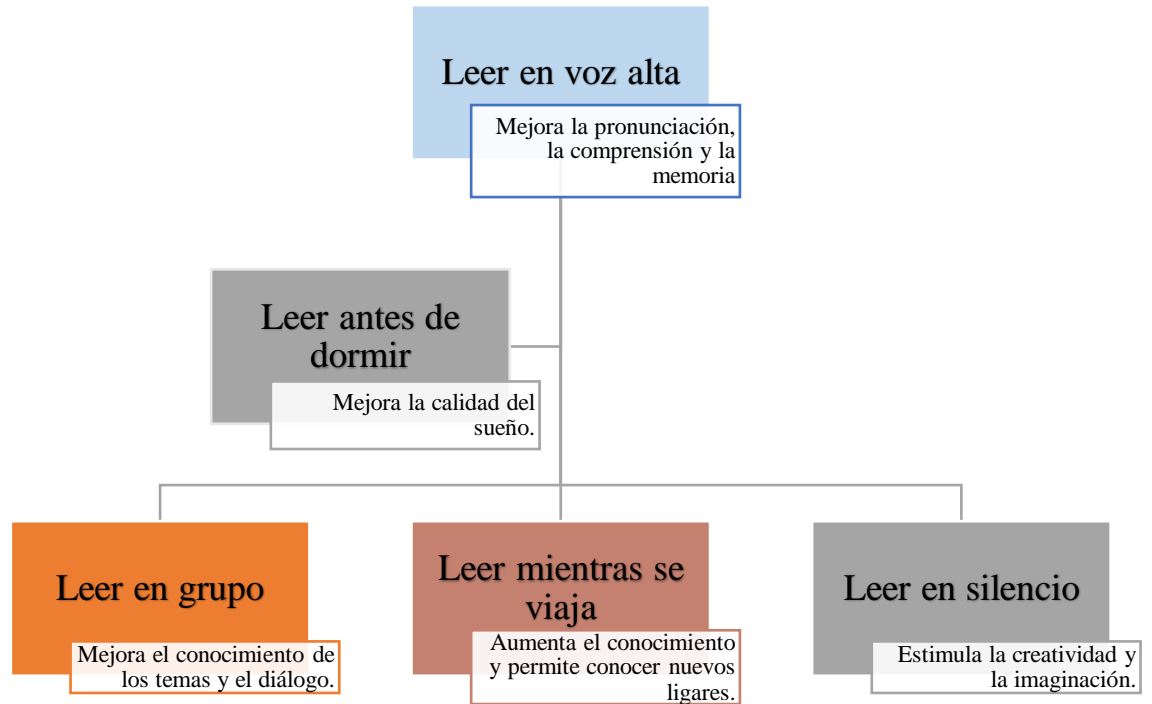 Leer en voz alta
Mejora la pronunciación,
la comprensión y la
memoria
Leer antes de
dormir
Mejora la calidad del
sueño.
Leer en grupo
Mejora el conocimiento de
los temas y el diálogo.
Leer mientras se
viaja
Aumenta el conocimiento
y permite conocer nuevos
ligares.
Leer en silencio
Estimula la creatividad y
la imaginación.